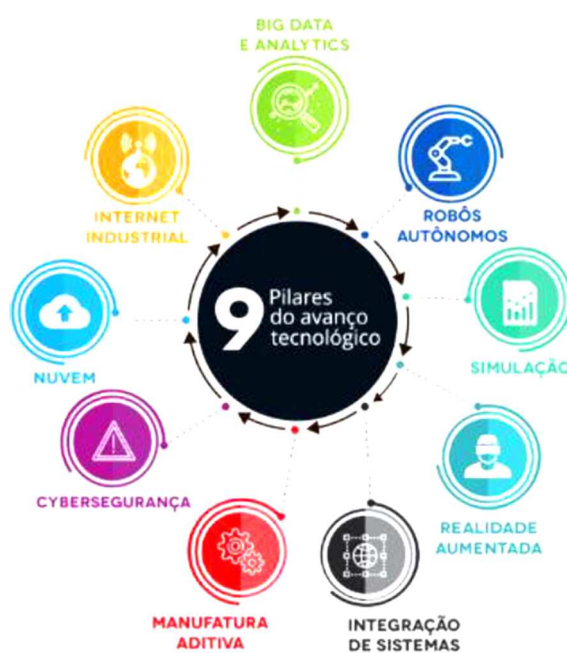 BIG DATA
E ANALYTICS
INTERNET
INDUSTRIAL
ROBÔS
AUTÔNOMOS
9 Pilares
do avanço
tecnológico
NUVEM
SIMULAÇÃO
CYBERSEGURANÇA
REALIDADE
AUMENTADA
MANUFATURA
ADITIVA
INTEGRAÇÃO
DE SISTEMAS